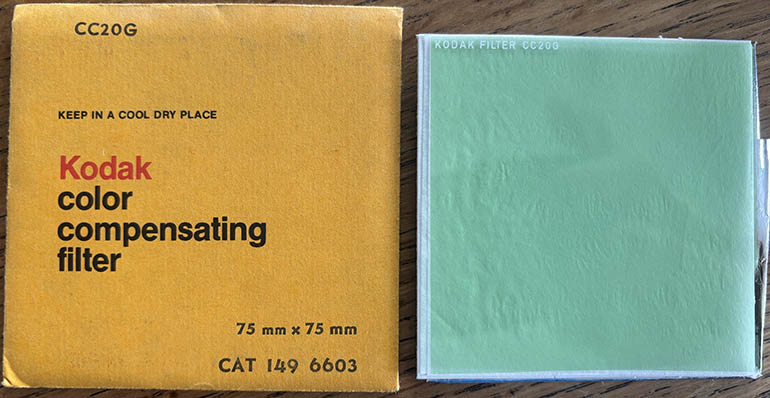 CC20G
KEEP IN A COOL DRY PLACE
Kodak
color
compensating
filter
75 mm x 75 mm
CAT 149 6603
KODAK FILTER CC20G